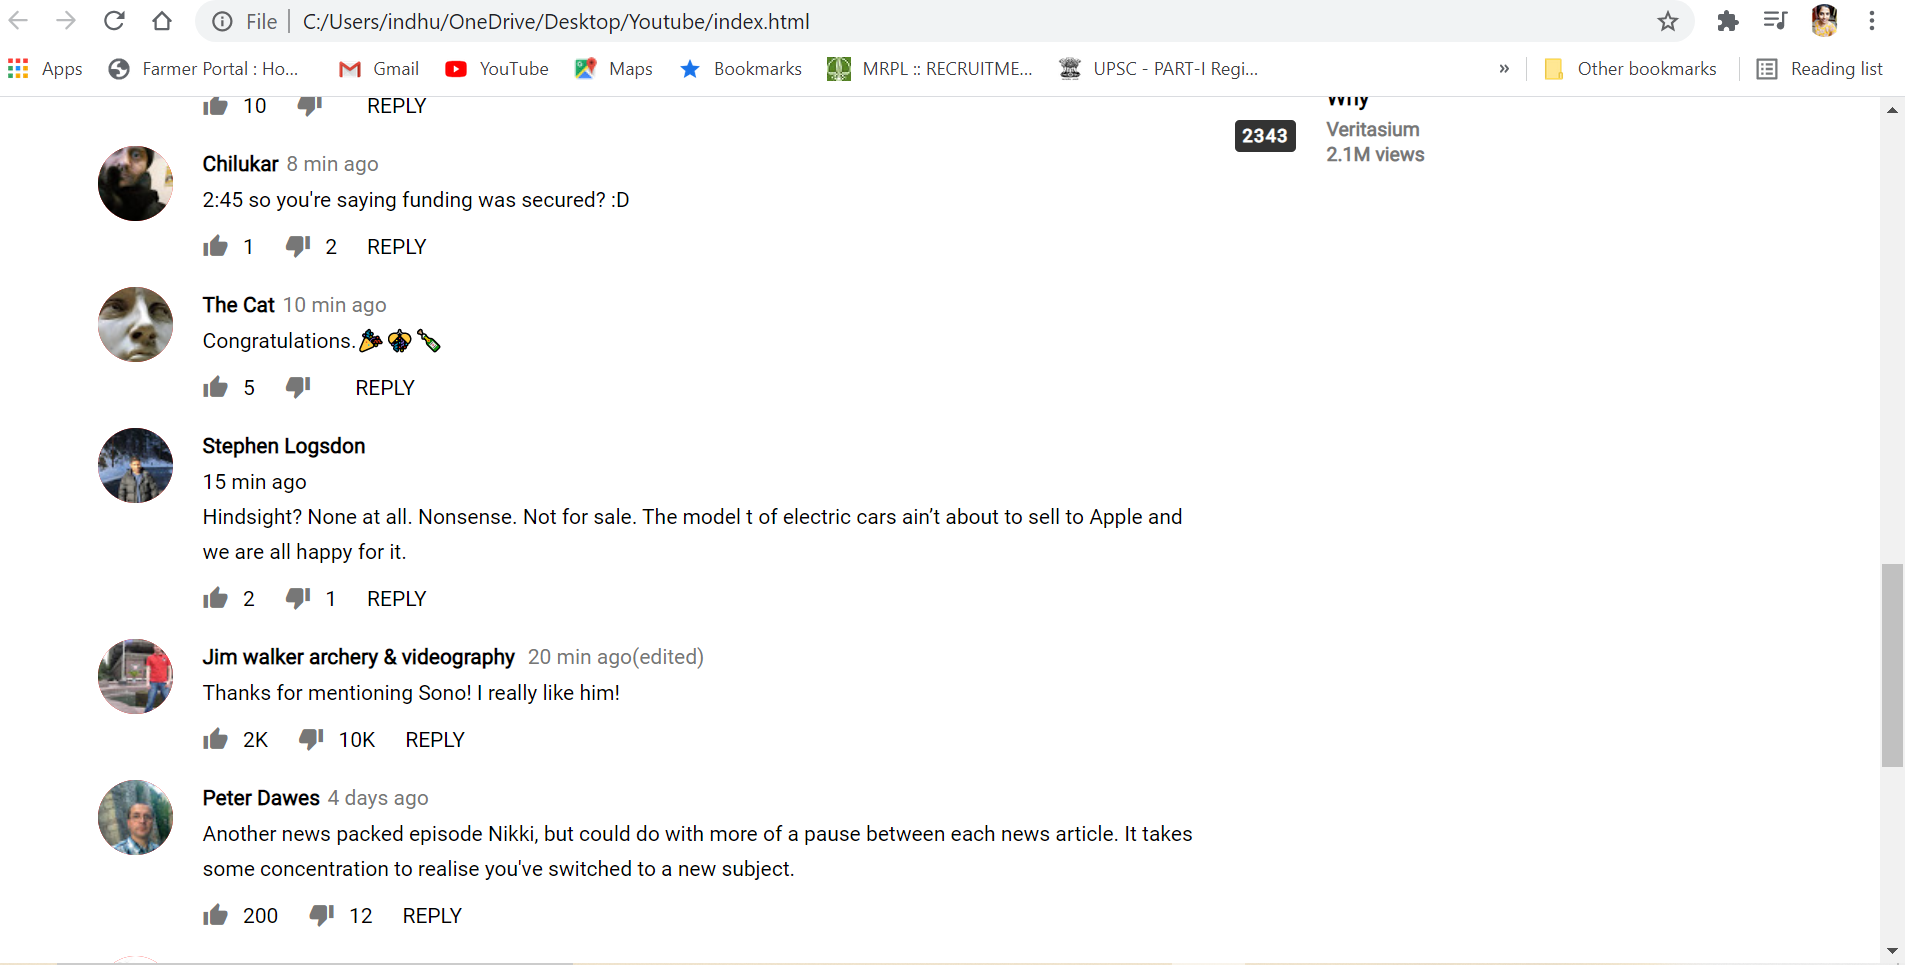 File | C:/Users/indhu/OneDrive/Desktop/Youtube/index.html
Apps Farmer Portal : Ho... Gmail YouTube Maps Bookmarks MRPL :: RECRUITME... UPSC - PART-I Regi... » Other bookmarks Reading list
10 REPLY
Chilukar 8 min ago
2:45 so you're saying funding was secured? :D
1 2 REPLY
The Cat 10 min ago
Congratulations.🎉
5 REPLY
Stephen Logsdon
15 min ago
Hindsight? None at all. Nonsense. Not for sale. The model t of electric cars ain’t about to sell to Apple and
we are all happy for it.
2 1 REPLY
Jim walker archery & videography 20 min ago(edited)
Thanks for mentioning Sono! I really like him!
2K 10K REPLY
Peter Dawes 4 days ago
Another news packed episode Nikki, but could do with more of a pause between each news article. It takes
some concentration to realise you've switched to a new subject.
200 12 REPLY
Why
2343
Veritasium
2.1M views